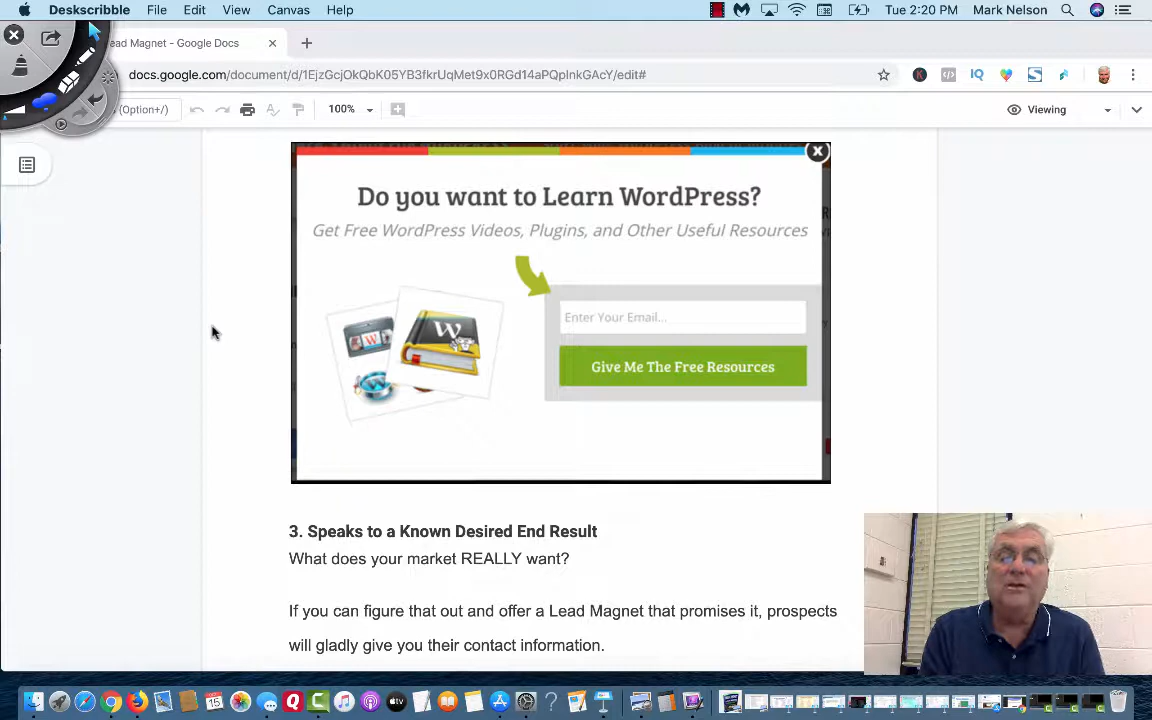 Deskscribble File Edit View Canvas Help Tue 2:20 PM Mark Nelson
ead Magnet - Google Docs
docs.google.com/document/d/1EjzGcjOkQbK05YB3fkrUqMet9x0RGd14aPQpInkGAcY/edit#
(Option+/) 100% Viewing
Do you want to Learn WordPress?
Get Free WordPress Videos, Plugins, and Other Useful Resources
Enter Your Email...
Give Me The Free Resources
3. Speaks to a Known Desired End Result
What does your market REALLY want?
If you can figure that out and offer a Lead Magnet that promises it, prospects
will gladly give you their contact information.